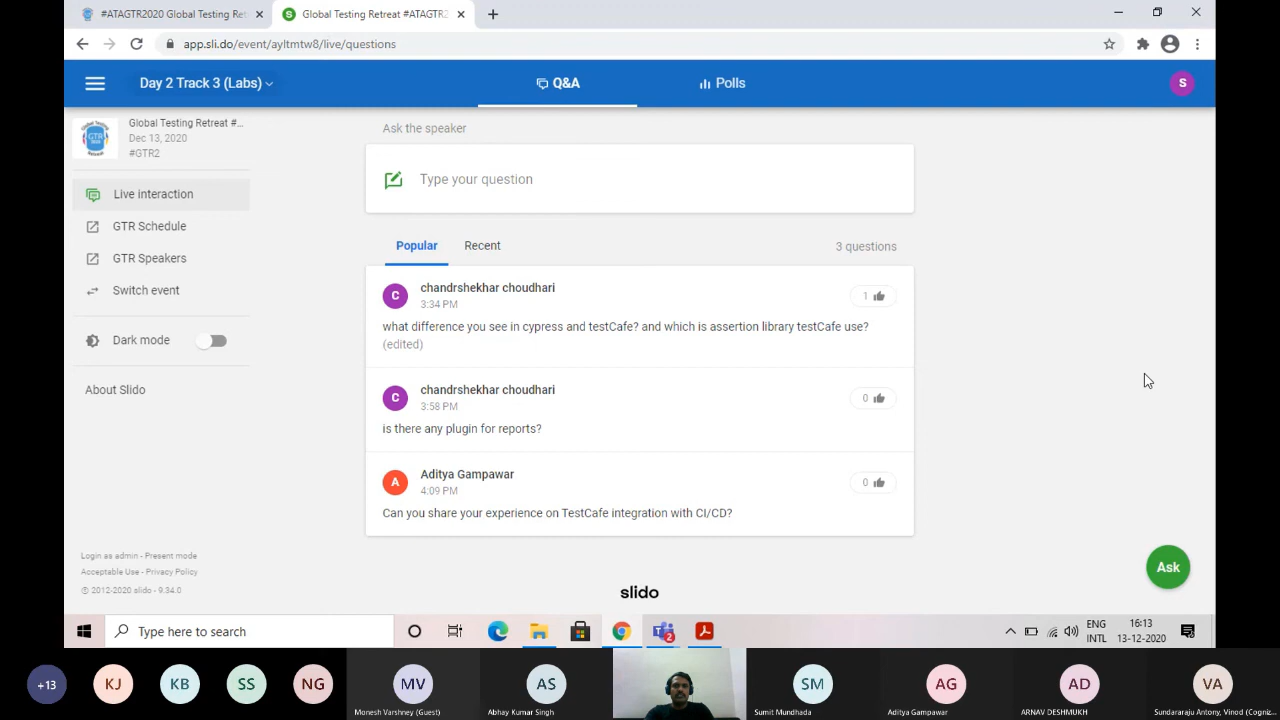 #ATAGTR2020 Global Testing Ret
Global Testing Retreat #ATAGTR2
app.sli.do/event/ayltmtw8/live/questions
Day 2 Track 3 (Labs)
Q&A
Polls
S
Global Testing Retreat #...
Dec 13, 2020
#GTR2
Live interaction
GTR Schedule
GTR Speakers
Switch event
Dark mode
About Slido
Login as admin - Present mode
Acceptable Use - Privacy Policy
© 2012-2020 slido - 9.34.0
Ask the speaker
Type your question
Popular
Recent
3 questions
C
chandrshekhar choudhari
3:34 PM
1
what difference you see in cypress and testCafe? and which is assertion library testCafe use?
(edited)
C
chandrshekhar choudhari
3:58 PM
0
is there any plugin for reports?
A
Aditya Gampawar
4:09 PM
0
Can you share your experience on TestCafe integration with CI/CD?
slido
Ask
Type here to search
2
ENG
INTL
16:13
13-12-2020
+13
KJ
KB
SS
NG
MV
Monesh Varshney (Guest)
AS
Abhay Kumar Singh
SM
Sumit Mundhada
AG
Aditya Gampawar
AD
ARNAV DESHMUKH
VA
Sundararaju Antony, Vinod (Cogniz...